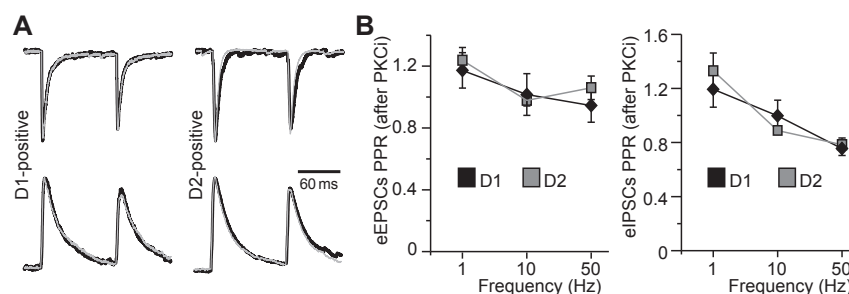 A
D1-positive
D2-positive
60 ms
B
eEPSCs PPR (after PKCi)
1.2
0.8
0.4
0
D1 D2
1 10 50
Frequency (Hz)
eIPSCs PPR (after PKCi)
1.6
1.2
0.8
0.4
0
D1 D2
1 10 50
Frequency (Hz)